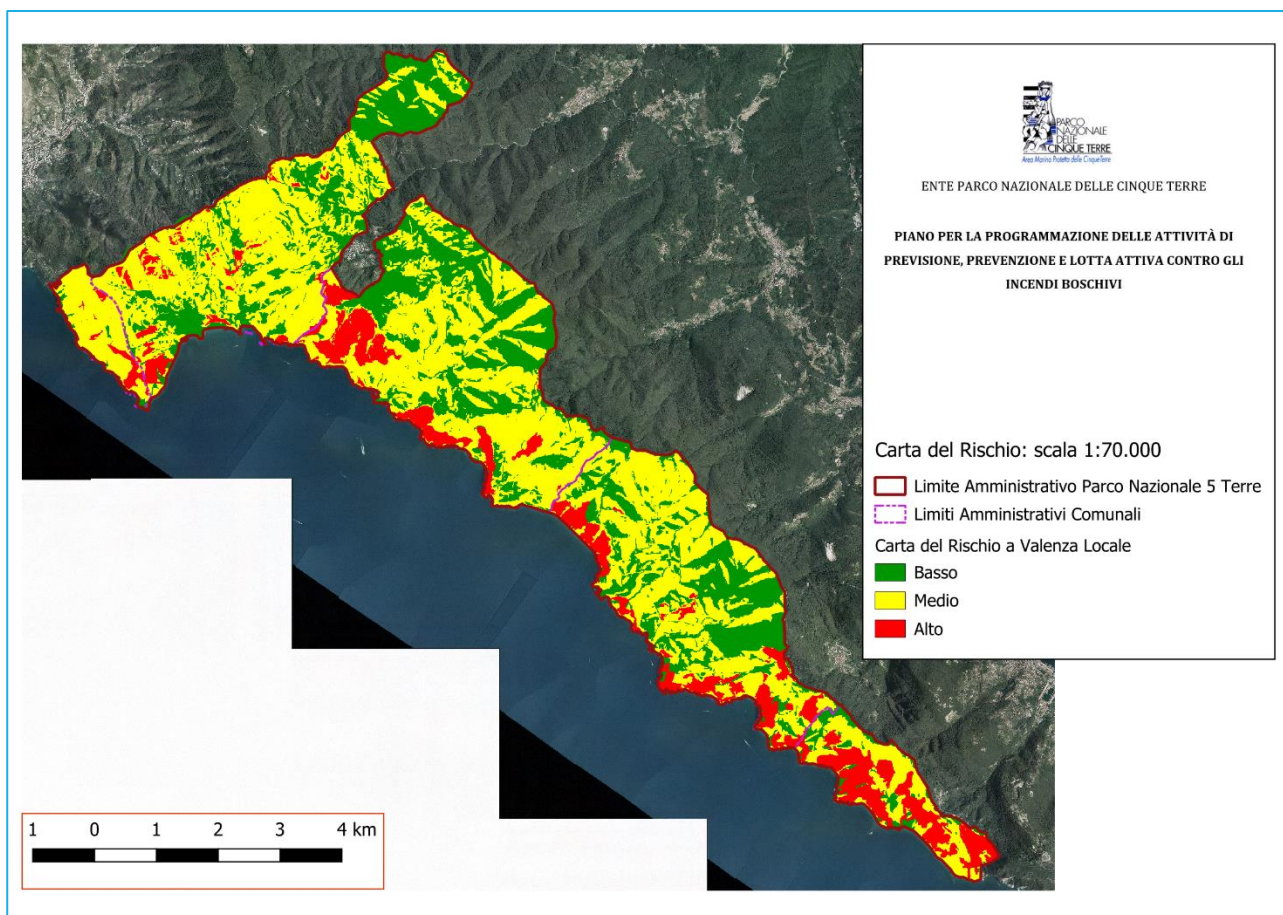 PARCO
NAZIONALE
DELLE
CINQUE TERRE
Area Marina Protetta delle CinqueTerre
ENTE PARCO NAZIONALE DELLE CINQUE TERRE
PIANO PER LA PROGRAMMAZIONE DELLE ATTIVITÀ DI
PREVISIONE, PREVENZIONE E LOTTA ATTIVA CONTRO GLI
INCENDI BOSCHIVI
Carta del Rischio: scala 1:70.000
Limite Amministrativo Parco Nazionale 5 Terre
Limiti Amministrativi Comunali
Carta del Rischio a Valenza Locale
Basso
Medio
Alto
1 0 1 2 3 4 km